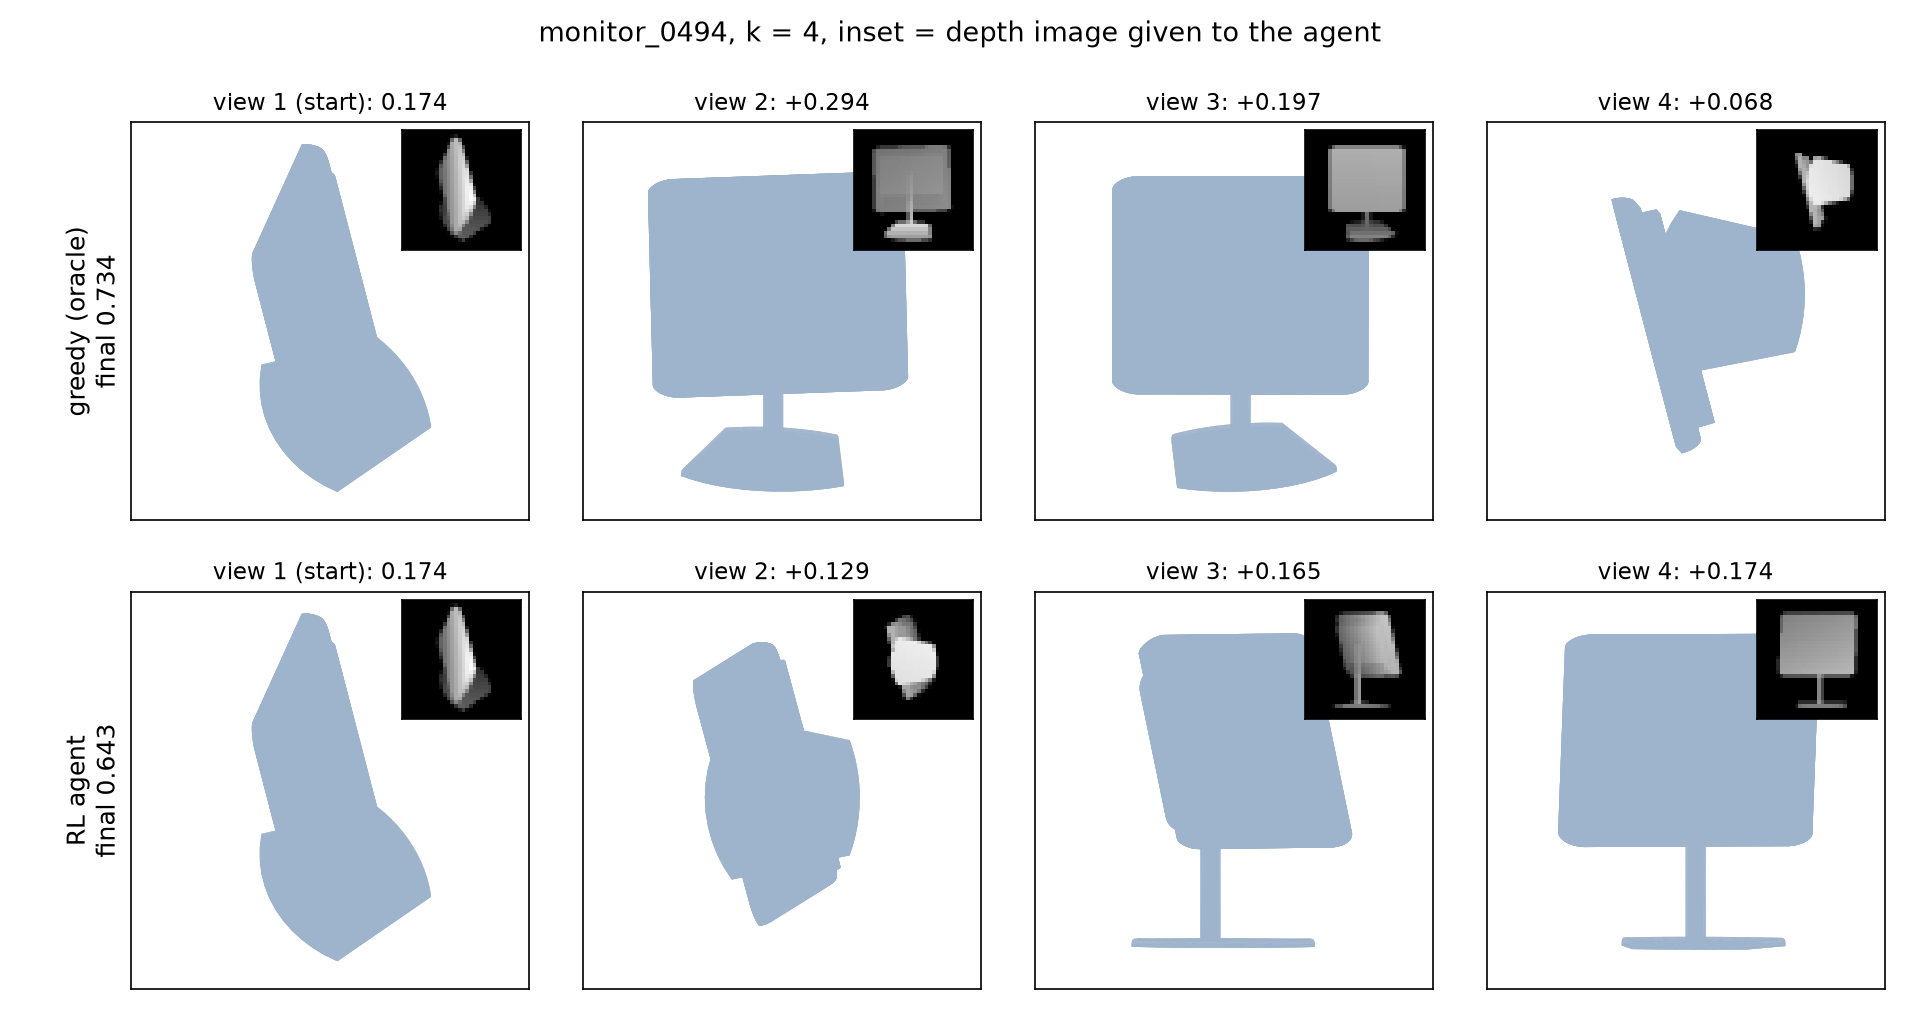 monitor_0494, k = 4, inset = depth image given to the agent
view 1 (start): 0.174
view 2: +0.294
view 3: +0.197
view 4: +0.068
greedy (oracle)
final 0.734
view 1 (start): 0.174
view 2: +0.129
view 3: +0.165
view 4: +0.174
RL agent
final 0.643